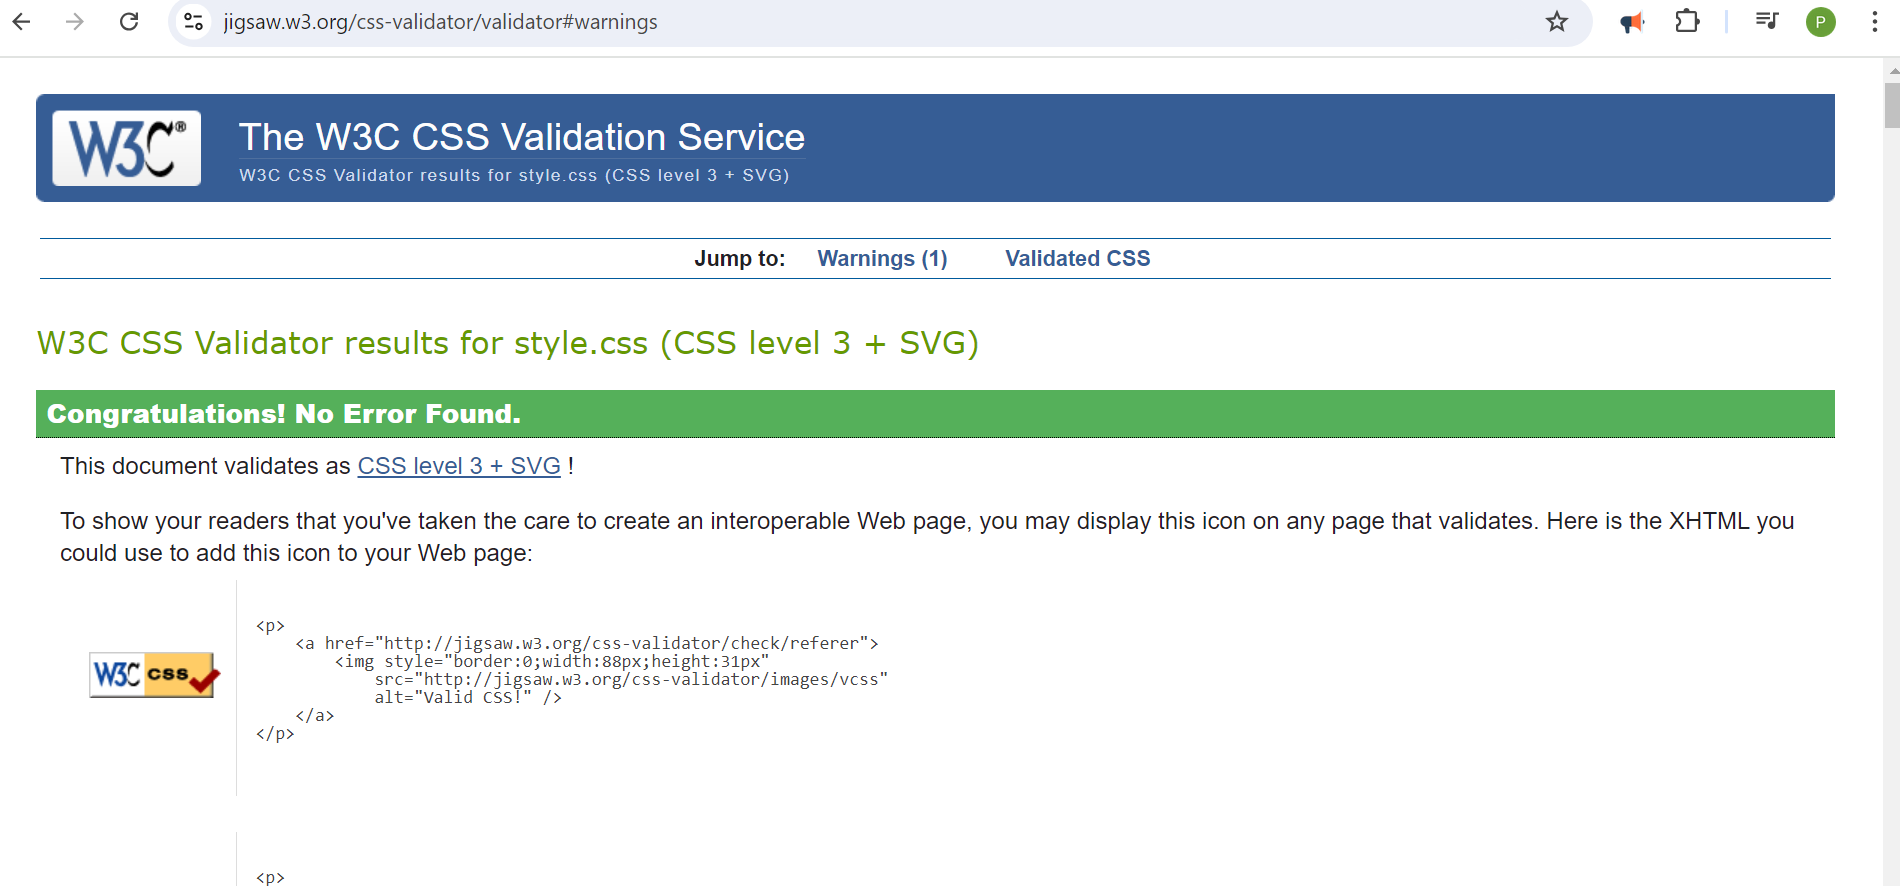 jigsaw.w3.org/css-validator/validator#warnings
P
W3C®
The W3C CSS Validation Service
W3C CSS Validator results for style.css (CSS level 3 + SVG)
Jump to: Warnings (1) Validated CSS
W3C CSS Validator results for style.css (CSS level 3 + SVG)
Congratulations! No Error Found.
This document validates as CSS level 3 + SVG !
To show your readers that you've taken the care to create an interoperable Web page, you may display this icon on any page that validates. Here is the XHTML you
could use to add this icon to your Web page:
W3C css
<p>
<a href="http://jigsaw.w3.org/css-validator/check/referer">
<img style="border:0;width:88px;height:31px"
src="http://jigsaw.w3.org/css-validator/images/vcss"
alt="Valid CSS!" />
</a>
</p>
<p>